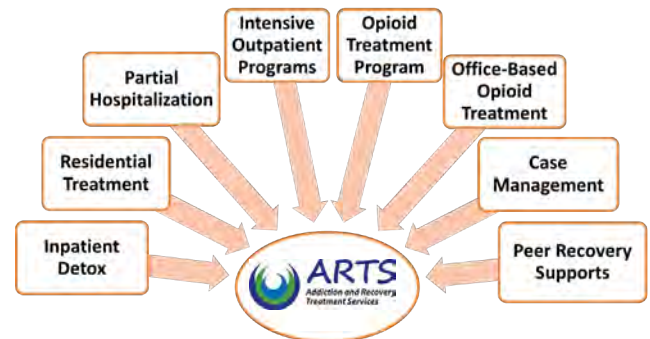 Inpatient
Detox
Residential
Treatment
Partial
Hospitalization
Intensive
Outpatient
Programs
Opioid
Treatment
Program
Office-Based
Opioid
Treatment
Case
Management
Peer Recovery
Supports
ARTS
Addiction and Recovery
Treatment Services